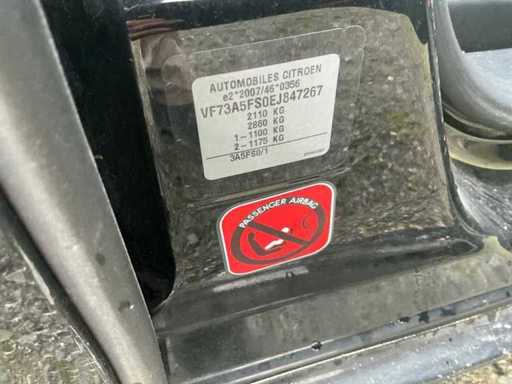 AUTOMOBILES CITROEN
e2*2007/46*0356
VF73A5FS0EJ847267
2110 KG
2860 KG
1-1100 KG
2-1175 KG
3A5FS0/1
PASSENGER AIRBAG